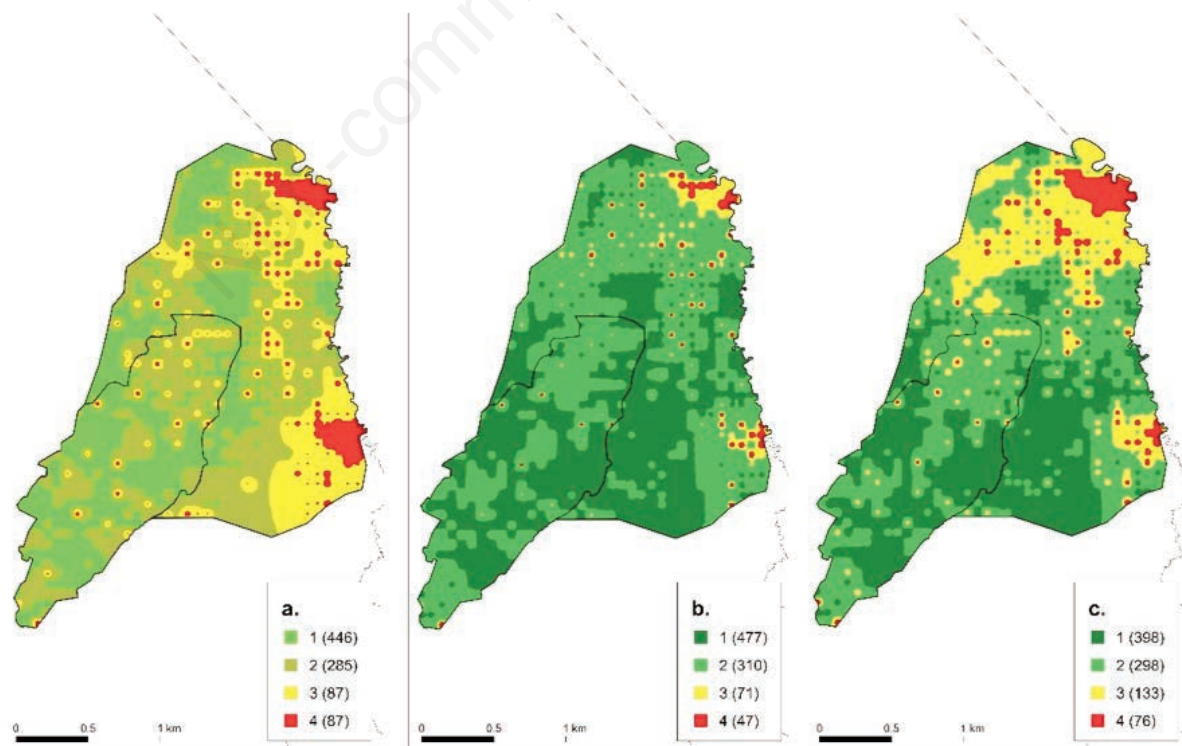 a.
1 (446)
2 (285)
3 (87)
4 (87)
0 0.5 1 km
b.
1 (477)
2 (310)
3 (71)
4 (47)
0 0.5 1 km
c.
1 (398)
2 (298)
3 (133)
4 (76)
0 0.5 1 km